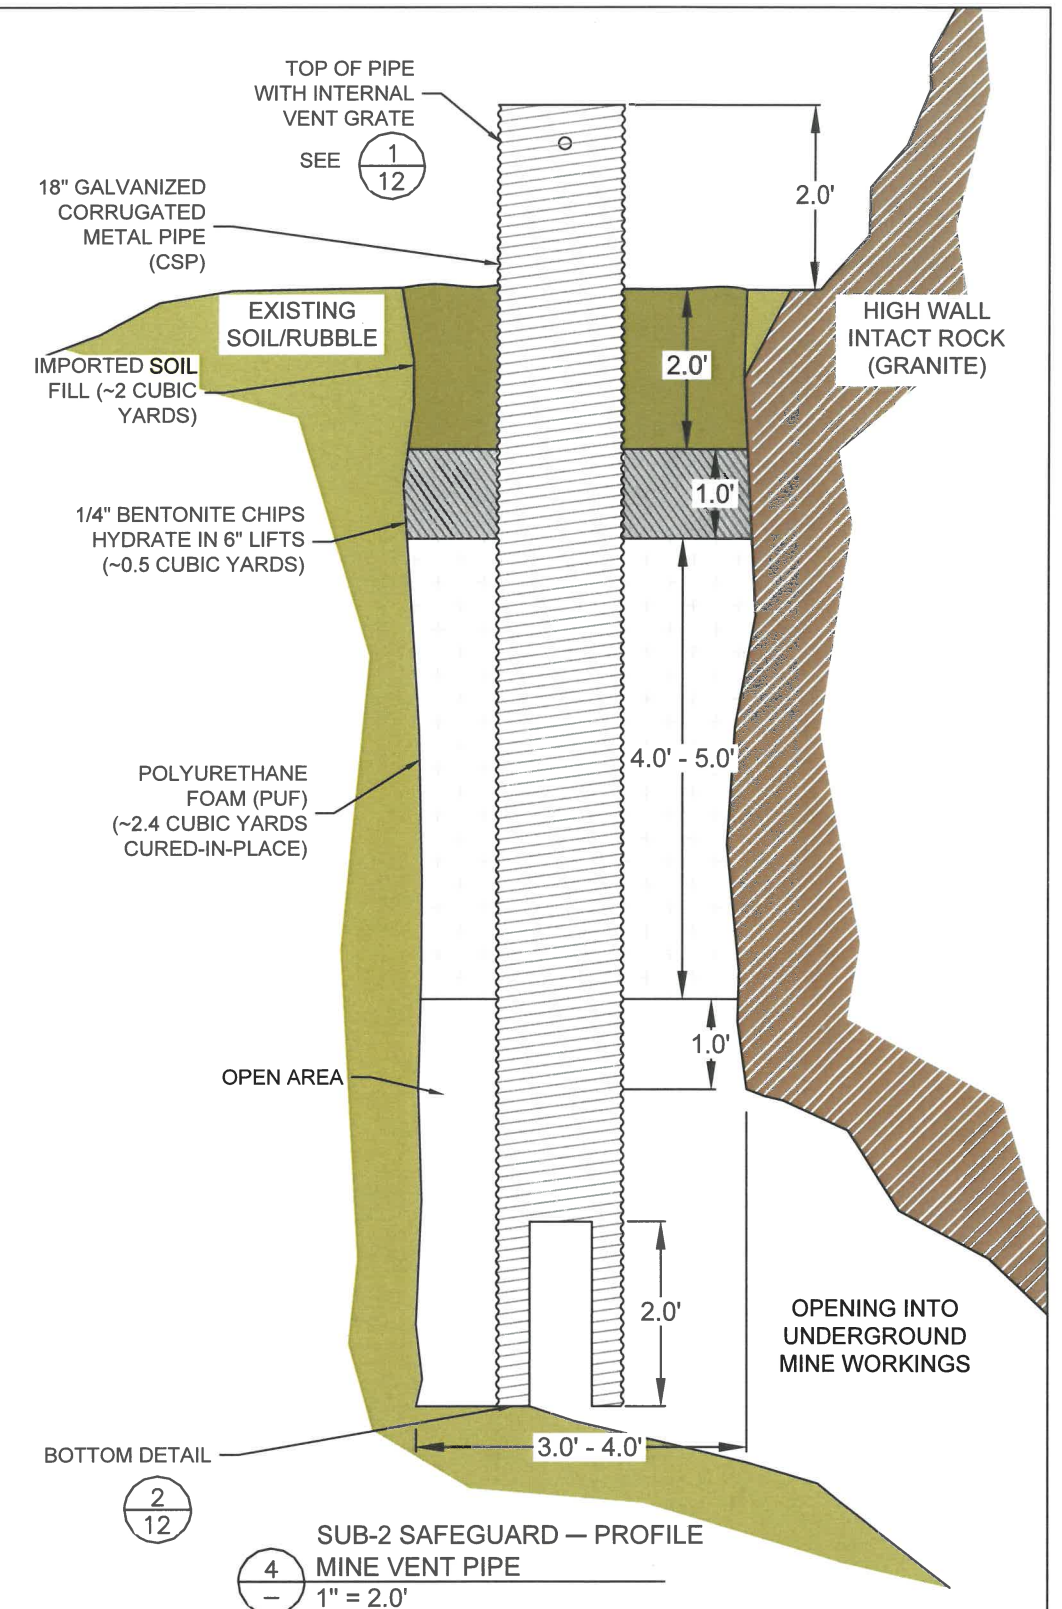 TOP OF PIPE
WITH INTERNAL
VENT GRATE
SEE
1
12
18" GALVANIZED
CORRUGATED
METAL PIPE
(CSP)
2.0'
EXISTING
SOIL/RUBBLE
HIGH WALL
INTACT ROCK
(GRANITE)
IMPORTED SOIL
FILL (~2 CUBIC
YARDS)
2.0'
1.0'
1/4" BENTONITE CHIPS
HYDRATE IN 6" LIFTS
(~0.5 CUBIC YARDS)
4.0' - 5.0'
POLYURETHANE
FOAM (PUF)
(~2.4 CUBIC YARDS
CURED-IN-PLACE)
1.0'
OPEN AREA
2.0'
OPENING INTO
UNDERGROUND
MINE WORKINGS
BOTTOM DETAIL
2
12
3.0' - 4.0'
SUB-2 SAFEGUARD — PROFILE
4
–
MINE VENT PIPE
1" = 2.0'